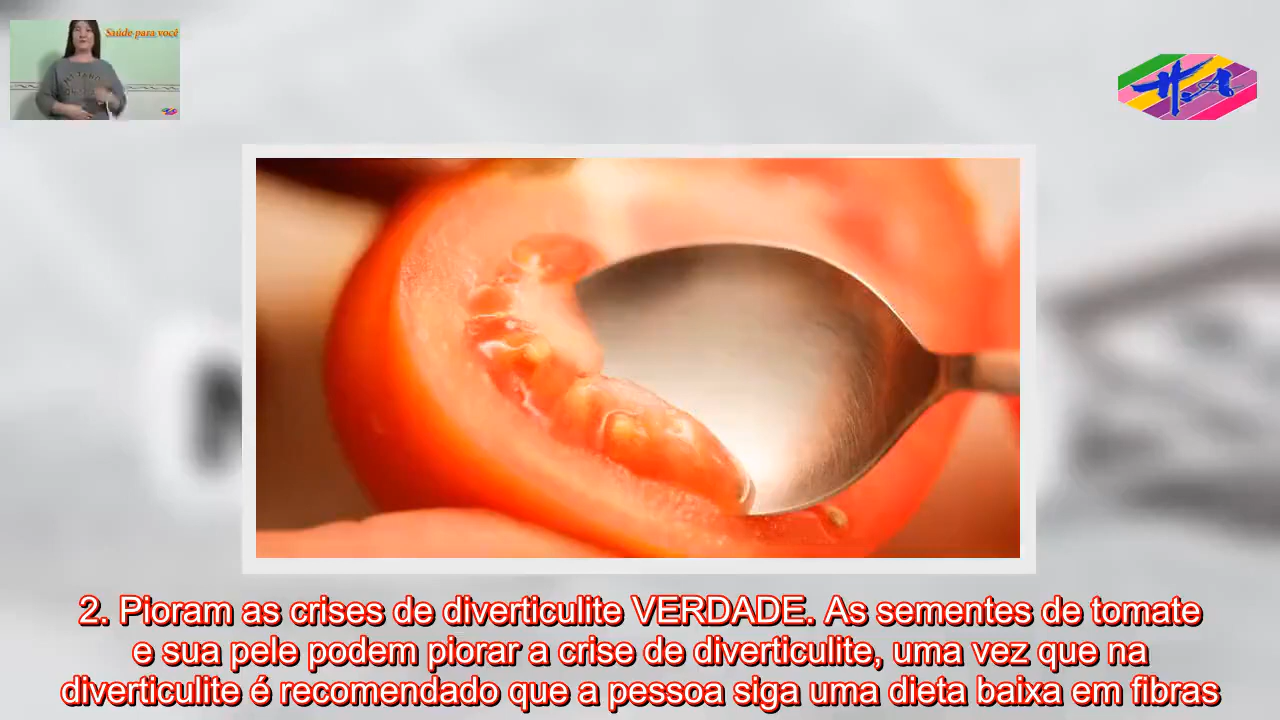 Saúde para você
H.A
2. Pioram as crises de diverticulite VERDADE. As sementes de tomate
e sua pele podem piorar a crise de diverticulite, uma vez que na
diverticulite é recomendado que a pessoa siga uma dieta baixa em fibras